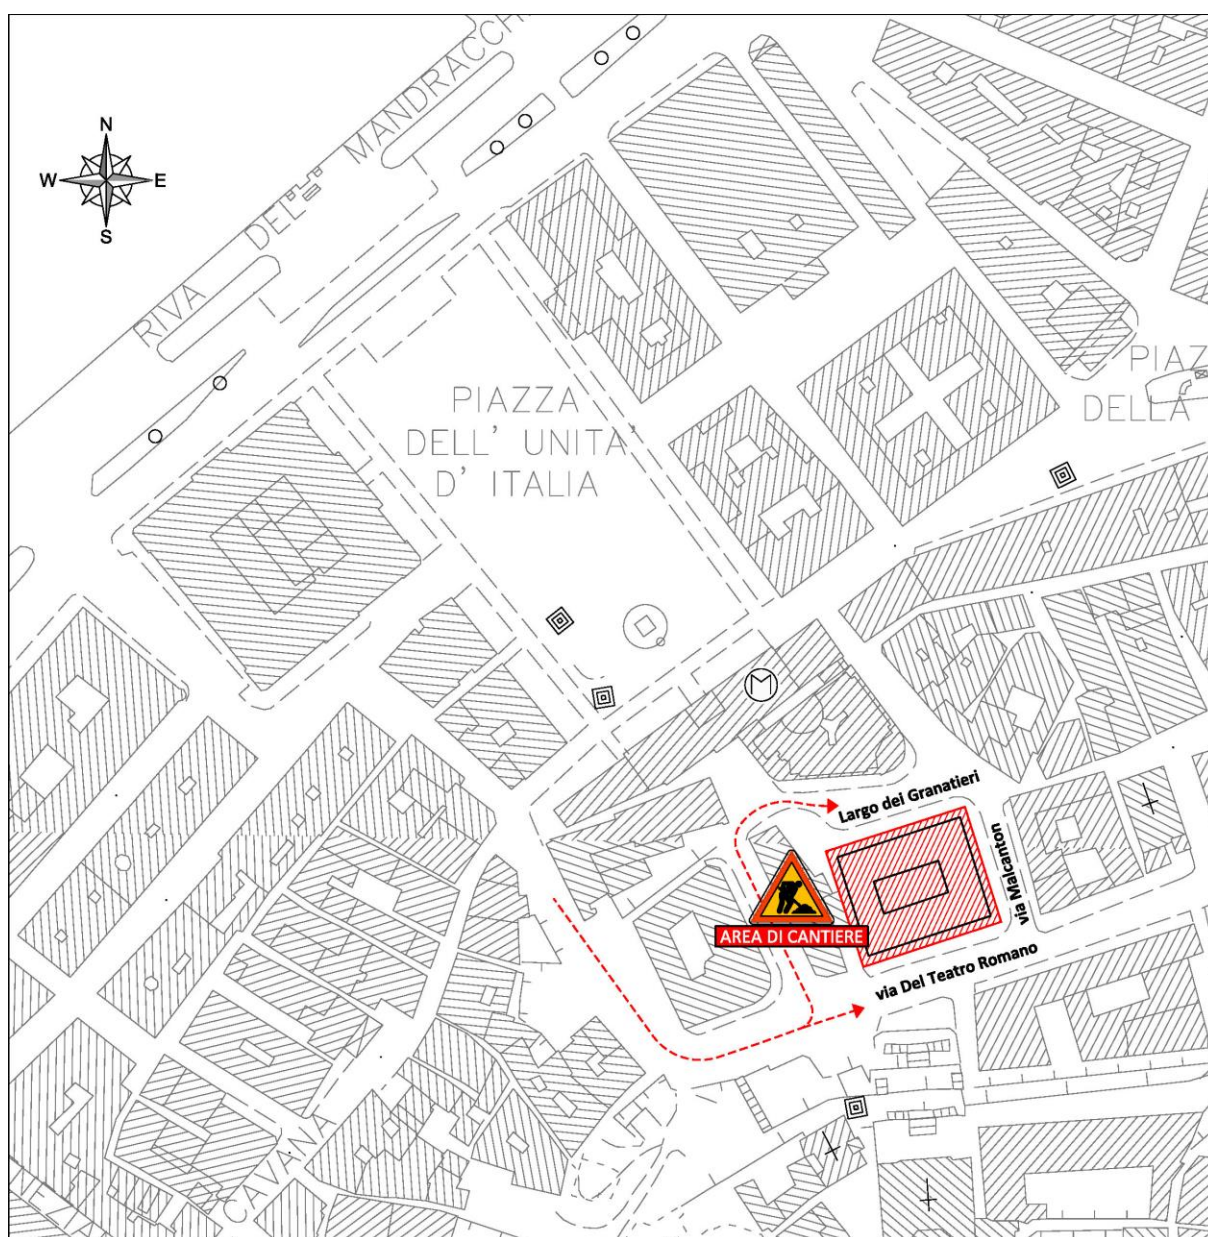 N
W E
S
RIVA DEL MANDRACCH
PIAZZA
DELL' UNITA'
D' ITALIA
PIAZ
DELLA
M
Largo dei Granatieri
via Malcanton
AREA DI CANTIERE
via Del Teatro Romano
CAVANA